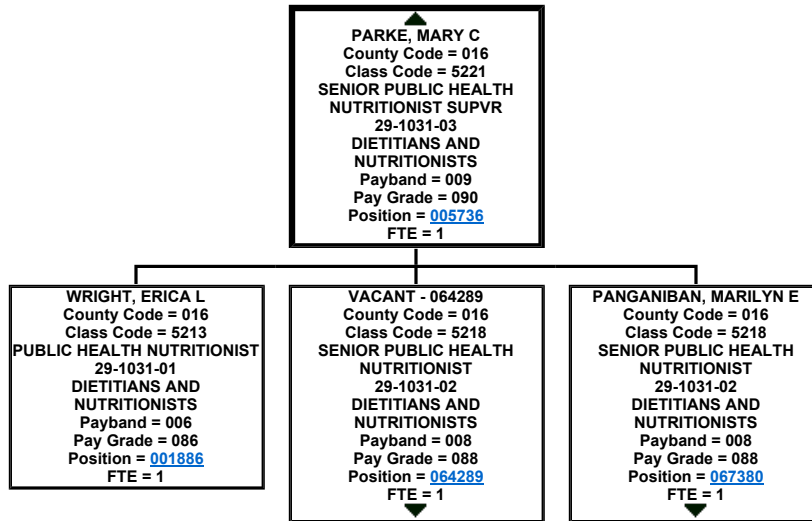 PARKE, MARY C
County Code = 016
Class Code = 5221
SENIOR PUBLIC HEALTH
NUTRITIONIST SUPVR
29-1031-03
DIETITIANS AND
NUTRITIONISTS
Payband = 009
Pay Grade = 090
Position = 005736
FTE = 1
WRIGHT, ERICA L
County Code = 016
Class Code = 5213
PUBLIC HEALTH NUTRITIONIST
29-1031-01
DIETITIANS AND
NUTRITIONISTS
Payband = 006
Pay Grade = 086
Position = 001886
FTE = 1
VACANT - 064289
County Code = 016
Class Code = 5218
SENIOR PUBLIC HEALTH
NUTRITIONIST
29-1031-02
DIETITIANS AND
NUTRITIONISTS
Payband = 008
Pay Grade = 088
Position = 064289
FTE = 1
PANGANIBAN, MARILYN E
County Code = 016
Class Code = 5218
SENIOR PUBLIC HEALTH
NUTRITIONIST
29-1031-02
DIETITIANS AND
NUTRITIONISTS
Payband = 008
Pay Grade = 088
Position = 067380
FTE = 1